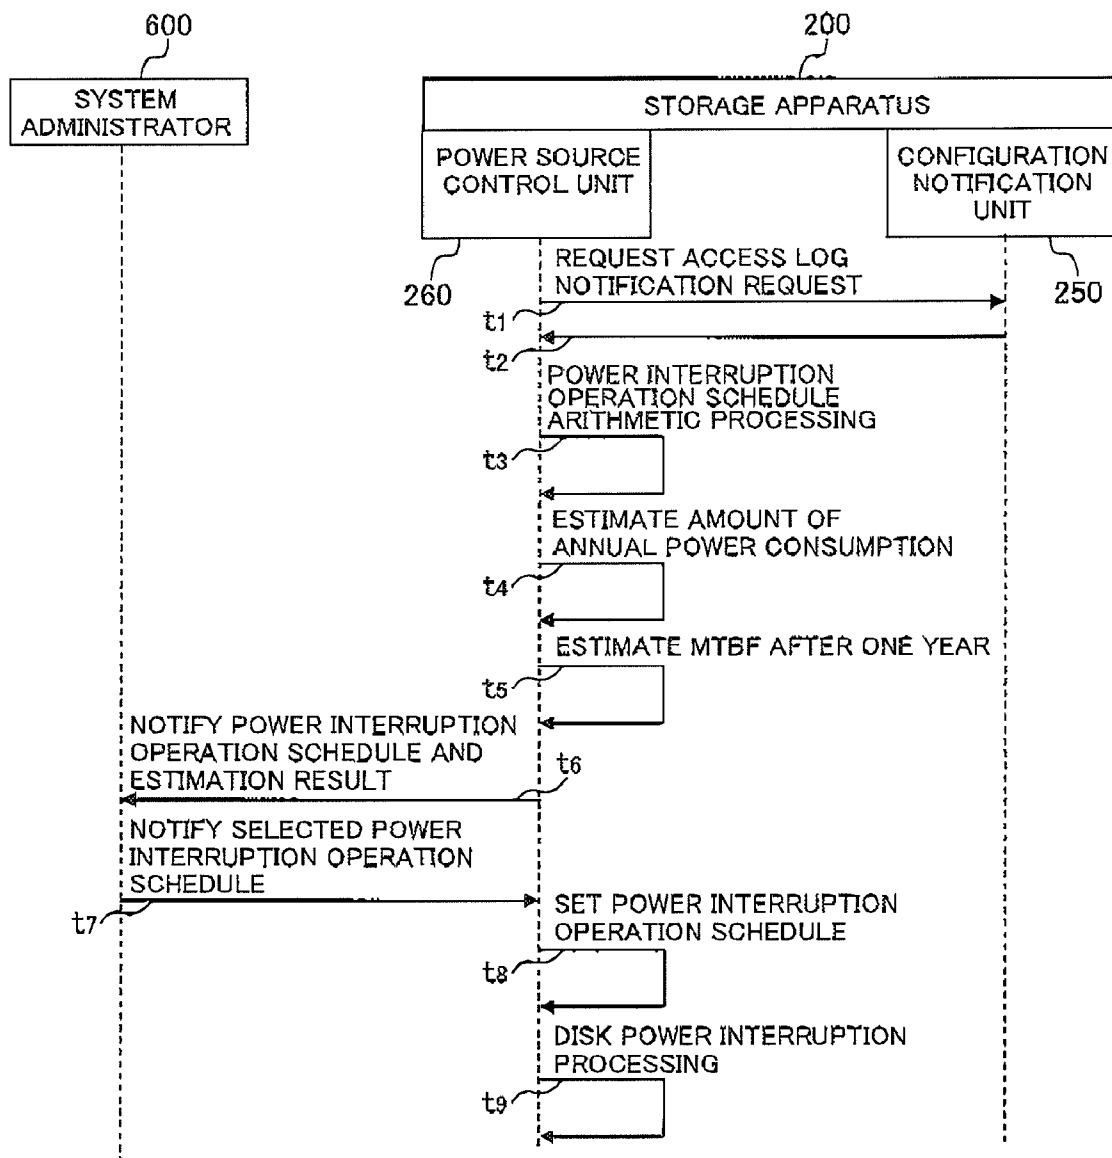 600
200
SYSTEM
ADMINISTRATOR
STORAGE APPARATUS
POWER SOURCE
CONTROL UNIT
CONFIGURATION
NOTIFICATION
UNIT
260
250
REQUEST ACCESS LOG
NOTIFICATION REQUEST
t1
t2
POWER INTERRUPTION
OPERATION SCHEDULE
ARITHMETIC PROCESSING
t3
ESTIMATE AMOUNT OF
ANNUAL POWER CONSUMPTION
t4
ESTIMATE MTBF AFTER ONE YEAR
t5
NOTIFY POWER INTERRUPTION
OPERATION SCHEDULE AND
ESTIMATION RESULT
t6
NOTIFY SELECTED POWER
INTERRUPTION OPERATION
SCHEDULE
t7
SET POWER INTERRUPTION
OPERATION SCHEDULE
t8
DISK POWER INTERRUPTION
PROCESSING
t9